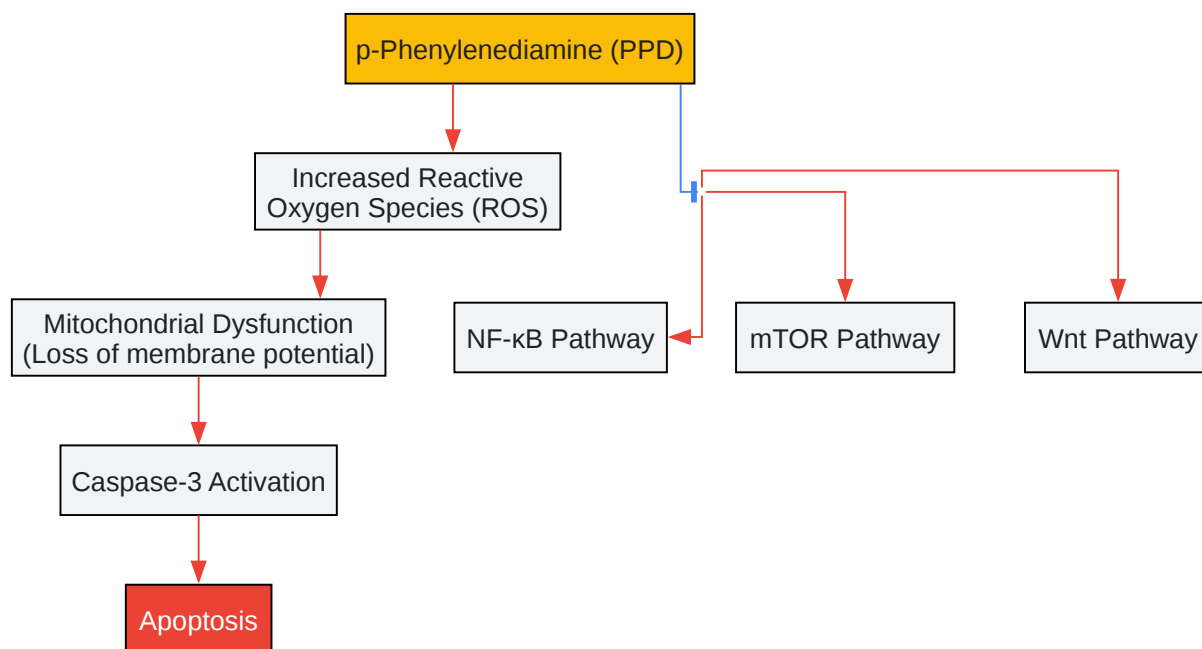 p-Phenylenediamine (PPD)
Increased Reactive
Oxygen Species (ROS)
Mitochondrial Dysfunction
(Loss of membrane potential)
NF-κB Pathway
mTOR Pathway
Wnt Pathway
Caspase-3 Activation
Apoptosis